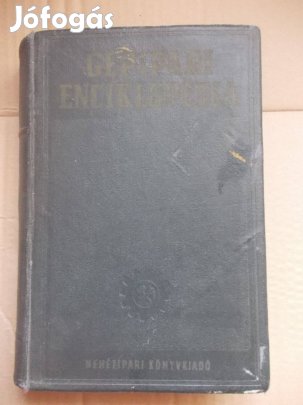 Jófogás
GÉPIPARI
ENCIKLOPÉDIA
NEHÉZIPARI KÖNYVKIADÓ